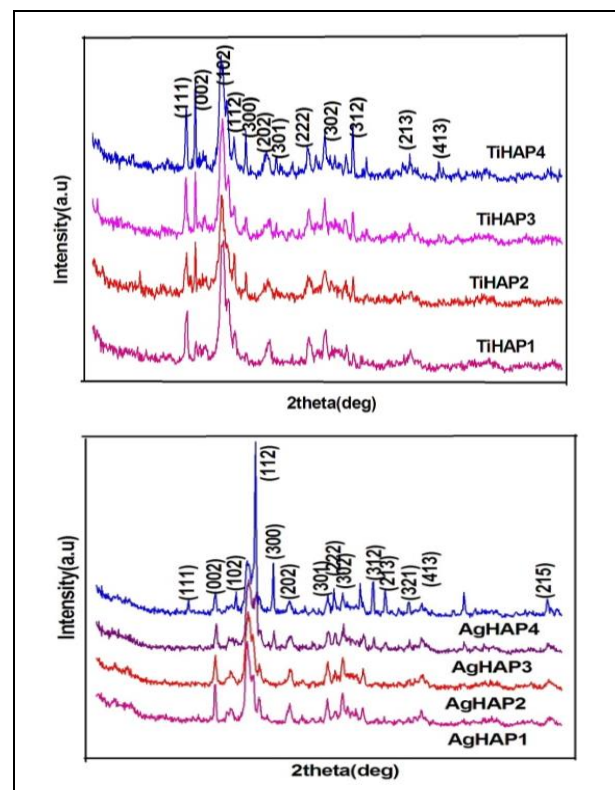 (111)
(002)
(102)
(112)
(300)
(202)
(301)
(222)
(302)
(312)
(213)
(413)
TiHAP4
TiHAP3
TiHAP2
TiHAP1
Intensity(a.u)
2theta(deg)
(111)
(002)
(102)
(112)
(300)
(202)
(301)
(222)
(302)
(312)
(213)
(321)
(413)
(215)
AgHAP4
AgHAP3
AgHAP2
AgHAP1
Intensity(a.u)
2theta(deg)